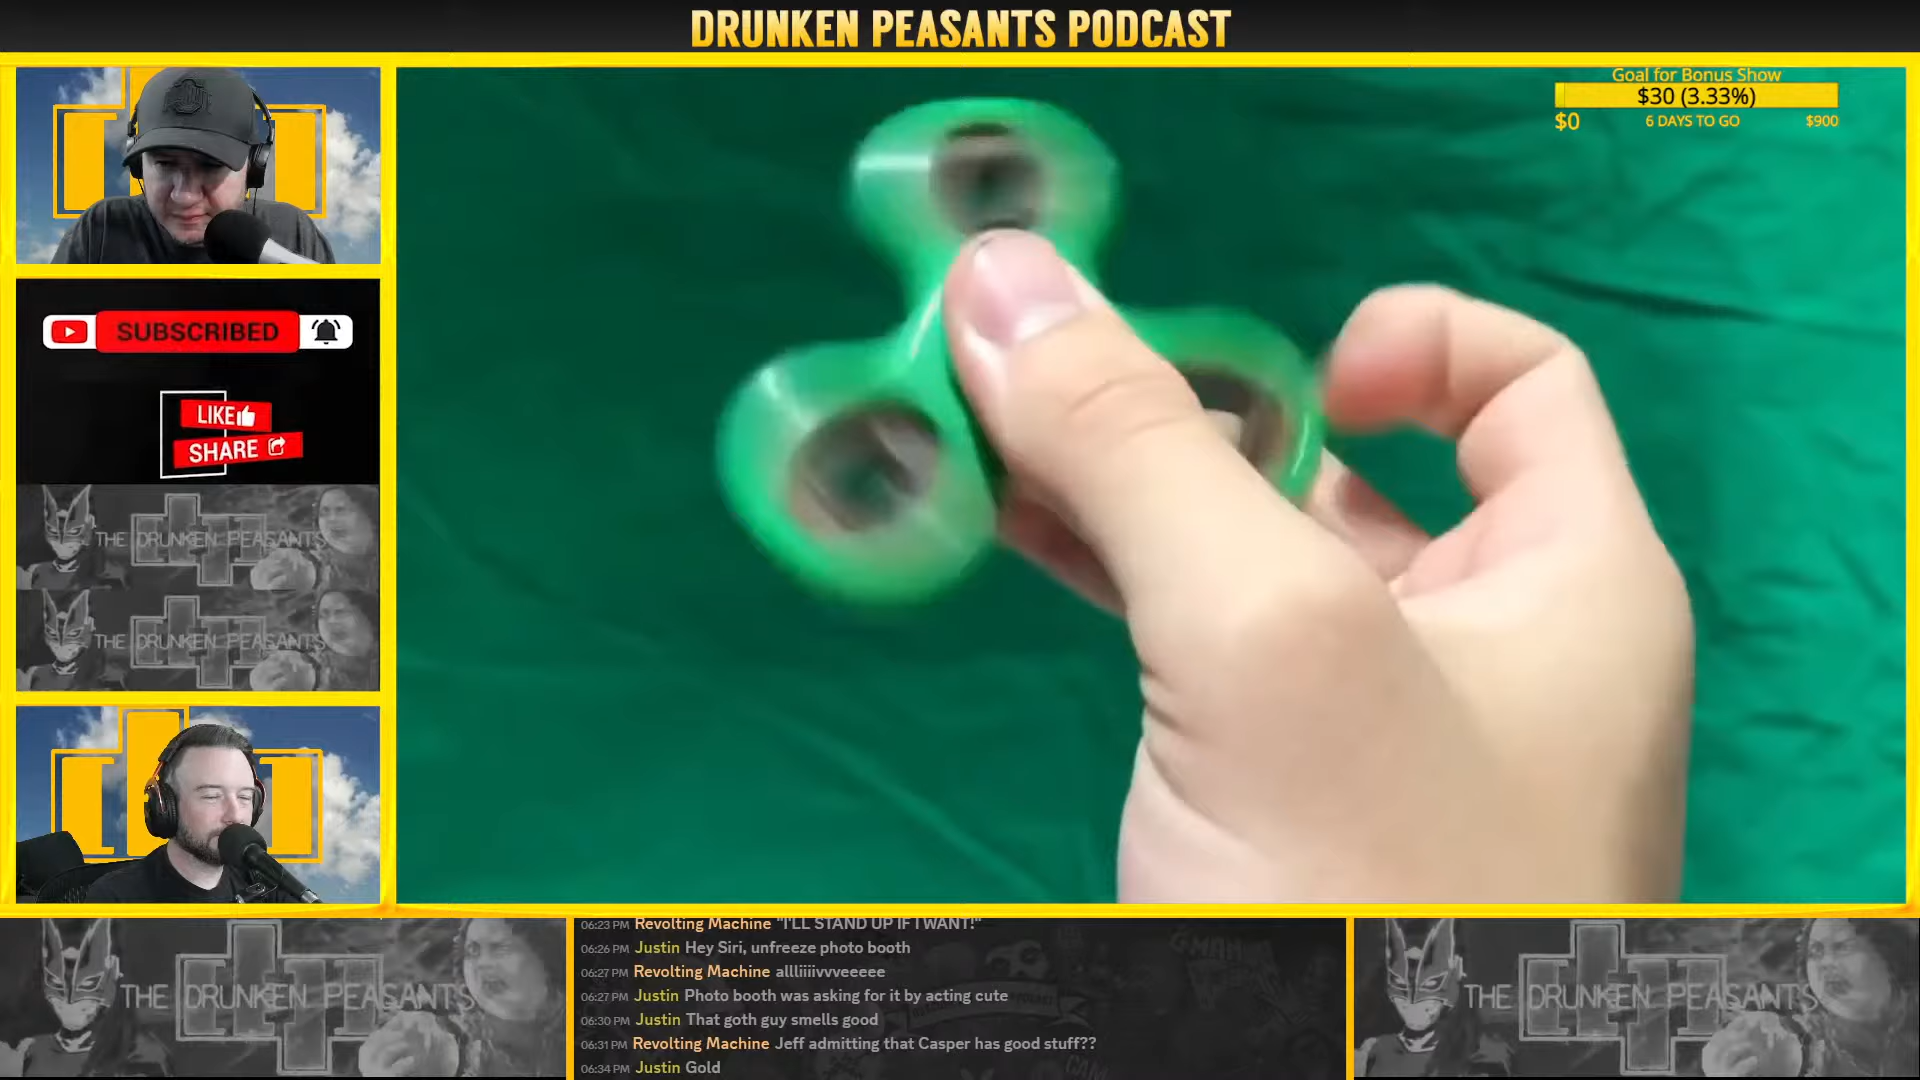 DRUNKEN PEASANTS PODCAST
Goal for Bonus Show
$30 (3.33%)
$0 6 DAYS TO GO $900
SUBSCRIBED
LIKE
SHARE
THE DRUNKEN PEASANTS
THE DRUNKEN PEASANTS
THE DRUNKEN PEASANTS
06:23 PM Revolting Machine "I'LL STAND UP IF I WANT!"
06:26 PM Justin Hey Siri, unfreeze photo booth
06:27 PM Revolting Machine allliiiivvveeeee
06:27 PM Justin Photo booth was asking for it by acting cute
06:30 PM Justin That goth guy smells good
06:31 PM Revolting Machine Jeff admitting that Casper has good stuff??
06:34 PM Justin Gold
THE DRUNKEN PEASANTS